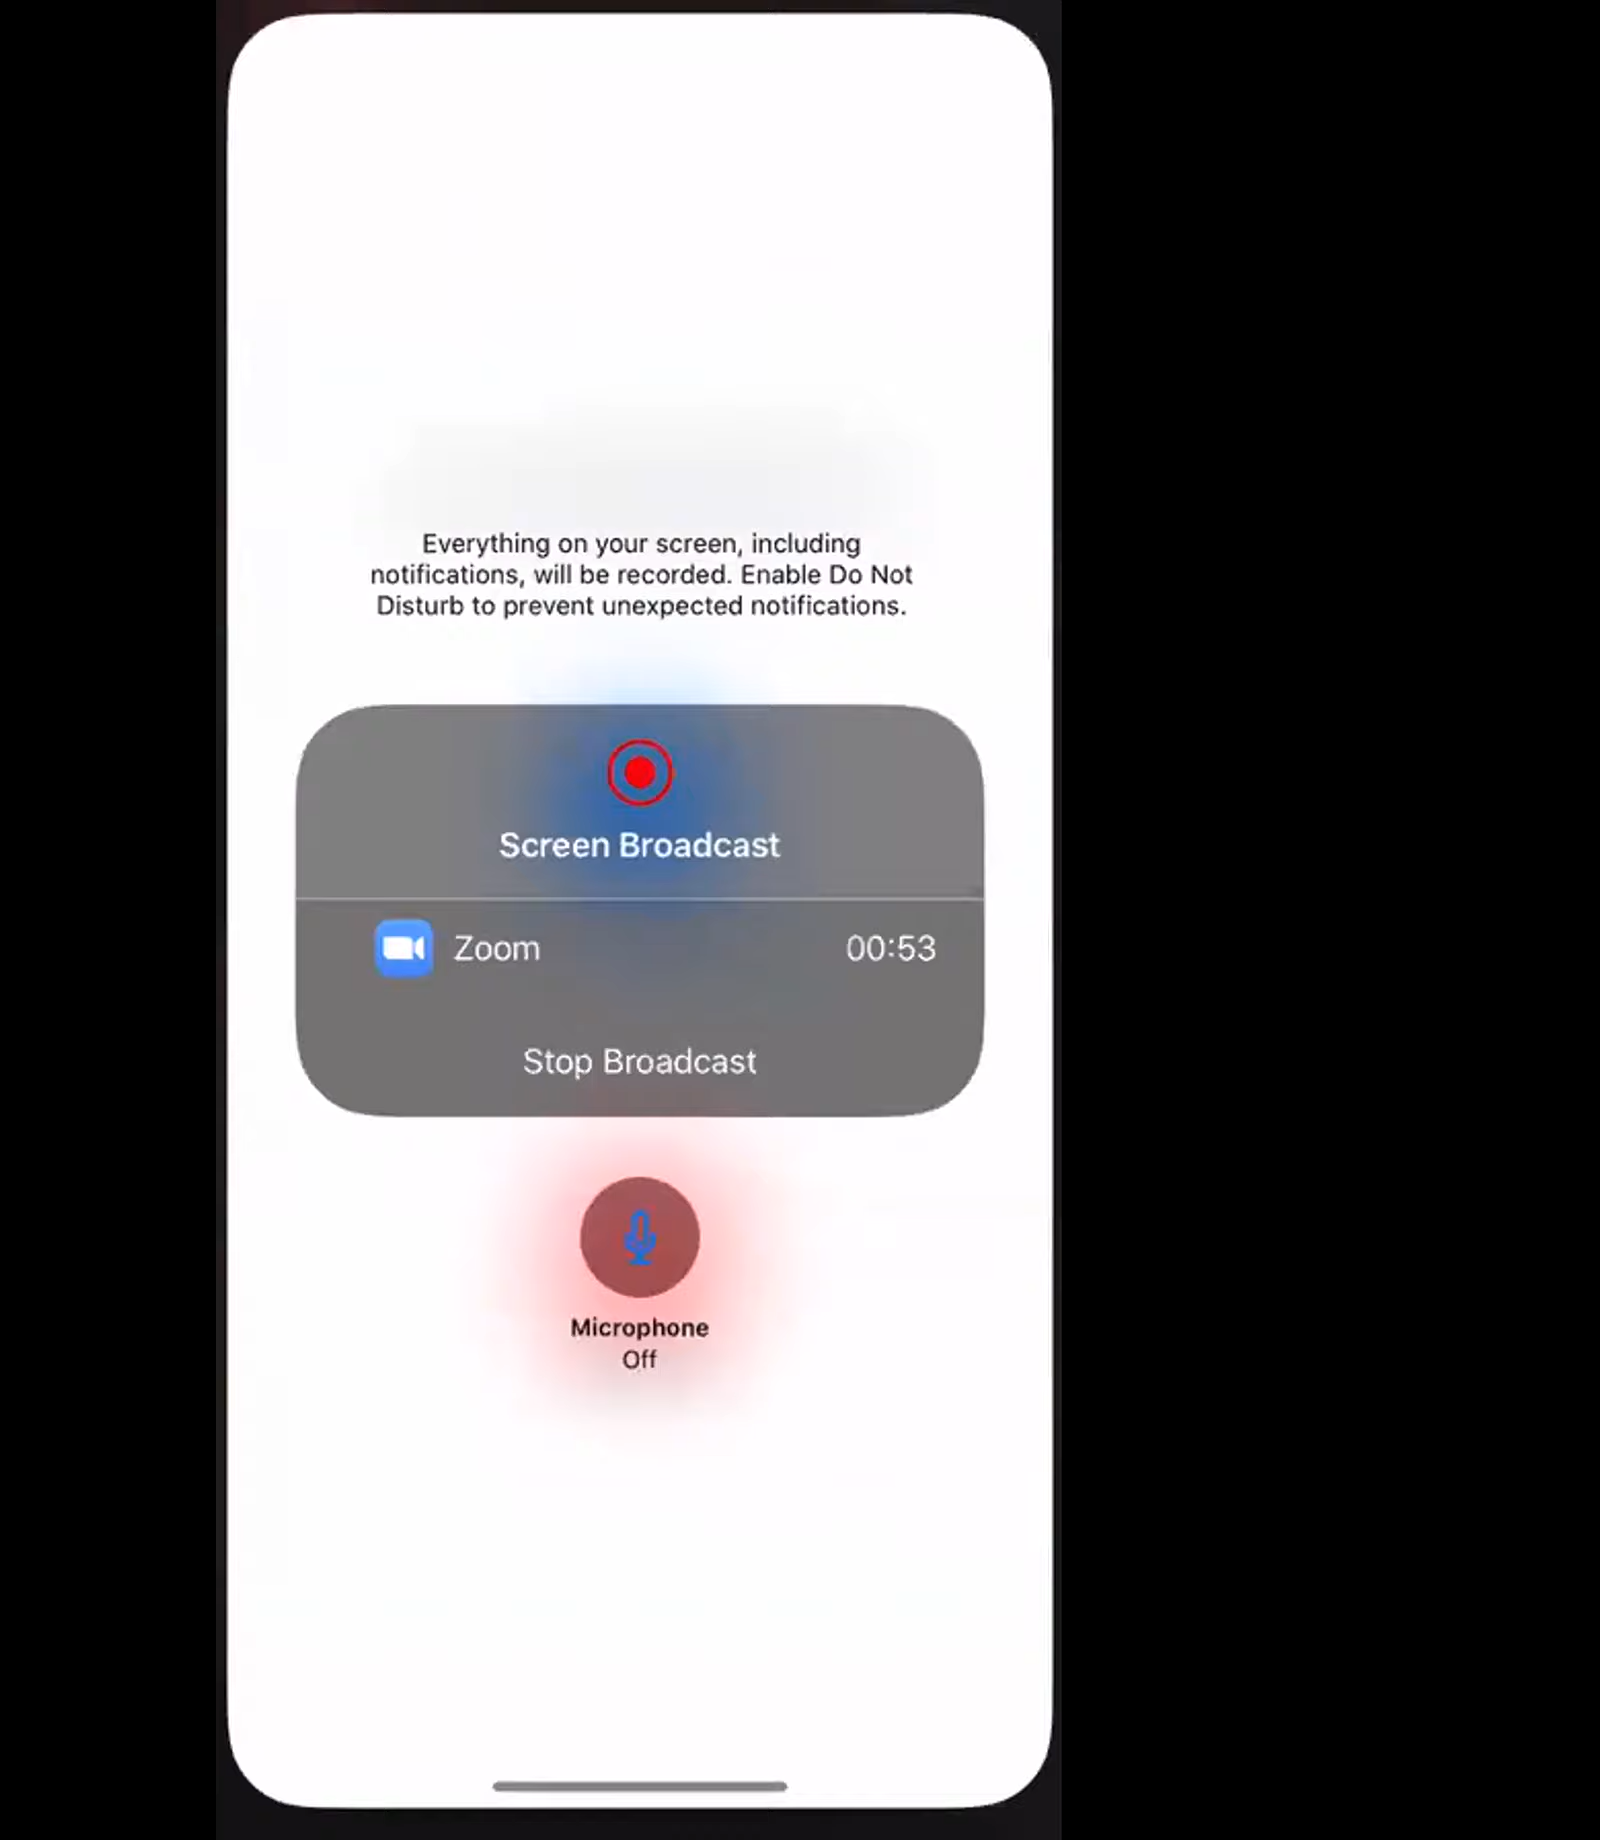 Everything on your screen, including
notifications, will be recorded. Enable Do Not
Disturb to prevent unexpected notifications.
Screen Broadcast
Zoom 00:53
Stop Broadcast
Microphone
Off